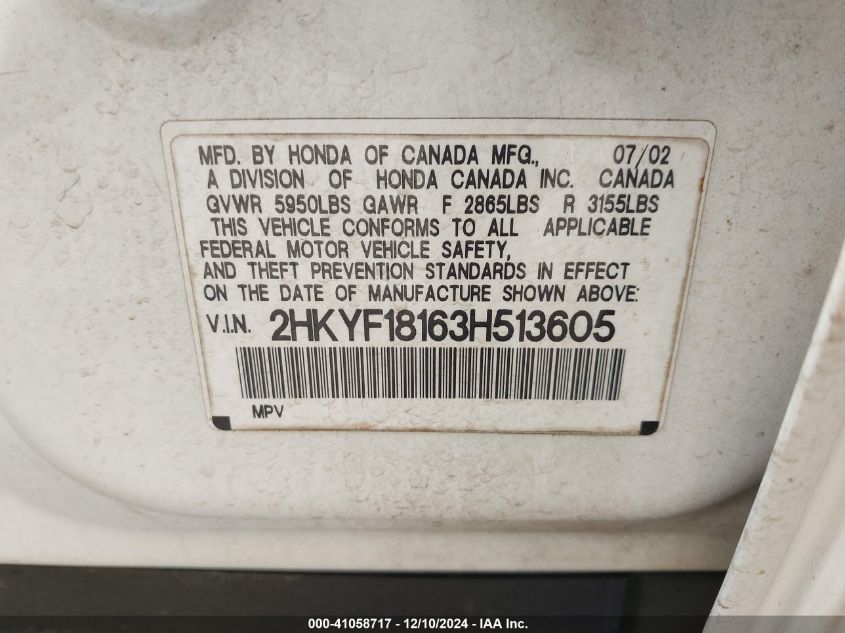 MFD. BY HONDA OF CANADA MFG., 07/02
A DIVISION OF HONDA CANADA INC. CANADA
GVWR 5950LBS GAWR F 2865LBS R 3155LBS
THIS VEHICLE CONFORMS TO ALL APPLICABLE
FEDERAL MOTOR VEHICLE SAFETY,
AND THEFT PREVENTION STANDARDS IN EFFECT
ON THE DATE OF MANUFACTURE SHOWN ABOVE:
V.I.N. 2HKYF18163H513605
MPV
000-41058717 - 12/10/2024 - IAA Inc.